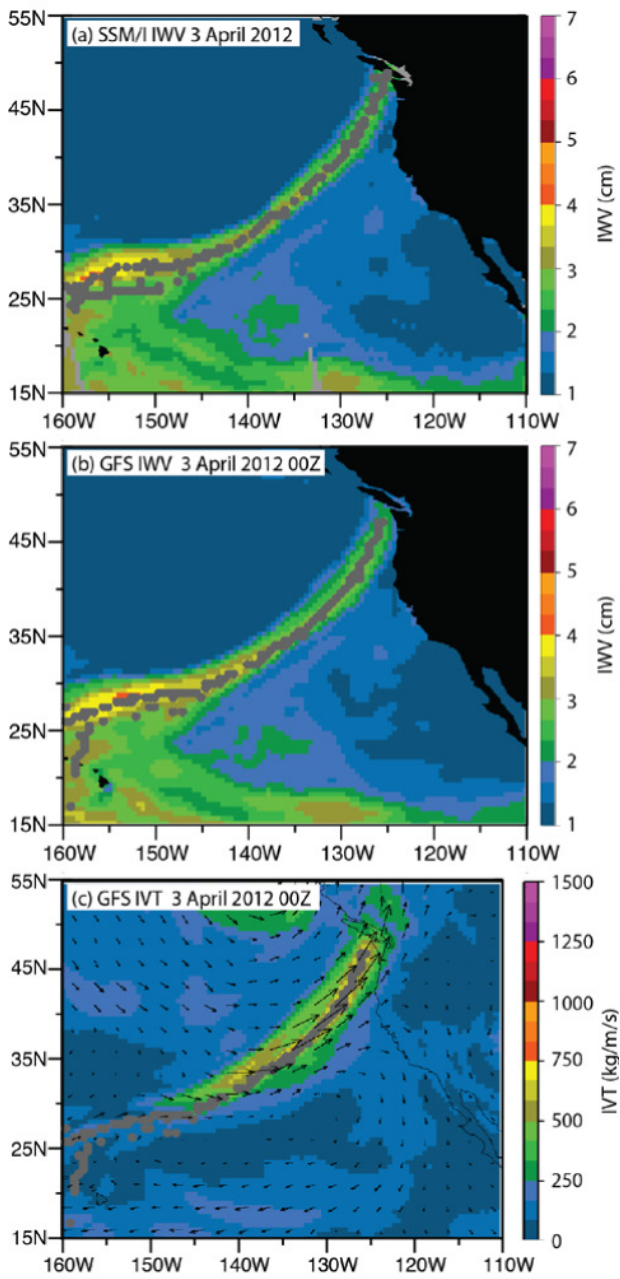 (a) SSM/I IWV 3 April 2012
55N
45N
35N
25N
15N
160W 150W 140W 130W 120W 110W
7
6
5
4
3
2
1
IWV (cm)
(b) GFS IWV 3 April 2012 00Z
55N
45N
35N
25N
15N
160W 150W 140W 130W 120W 110W
7
6
5
4
3
2
1
IWV (cm)
(c) GFS IVT 3 April 2012 00Z
55N
45N
35N
25N
15N
160W 150W 140W 130W 120W 110W
1500
1250
1000
750
500
250
0
IVT (kg/m/s)